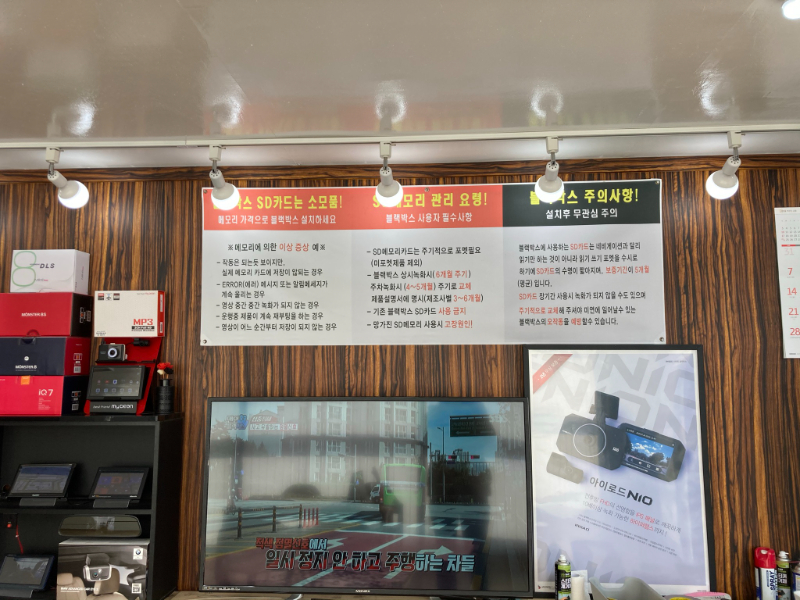 SD카드는 소모품!
메모리 가격으로 블랙박스 설치하세요
※메모리에 의한 이상 증상 예※
- 작동은 되는듯 보이지만,
실제 메모리 카드에 저장이 않되는 경우
- ERROR(에러) 메시지 또는 알림메세지가
계속 울리는 경우
- 영상 중간 중간 녹화가 되지 않는 경우
- 운행중 제품이 계속 재부팅을 하는 경우
- 영상이 어느 순간부터 저장이 되지 않는 경우
관리 요령!
블랙박스 사용자 필수사항
- SD메모리카드는 주기적으로 포멧필요
(미포켓제품 제외)
- 블랙박스 상시녹화시 (6개월 주기)
주차녹화시 (4~5개월) 주기로 교체
제품설명서에 명시(제조사별 3~6개월)
- 기존 블랙박스 SD카드 사용 금지
- 망가진 SD메모리 사용시 고장원인!
주의사항!
설치후 무관심 주의
블랙박스에 사용하는 SD카드는 네비게이션과 달리
읽기만 하는 것이 아니라 읽기 쓰기 포멧을 수시로
하기에 SD카드의 수명이 짧아지며, 보증기간이 6개월
(평균) 입니다.
SD카드 장기간 사용시 녹화가 되지 않을 수도 있으며
주기적으로 교체해 주셔야 미연에 일어날수 있는
블랙박스의 오작동을 예방할수 있습니다.
DLS
MP3
iQ7
mydean
일시 정지 안 하고 주행하는 차들
아이로드 NIO
7
14
21
28